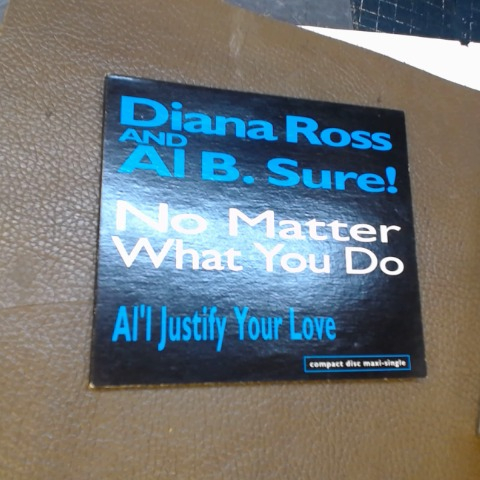 Diana Ross
AND
Al B. Sure!
No Matter
What You Do
Al'l Justify Your Love
compact disc maxi-single